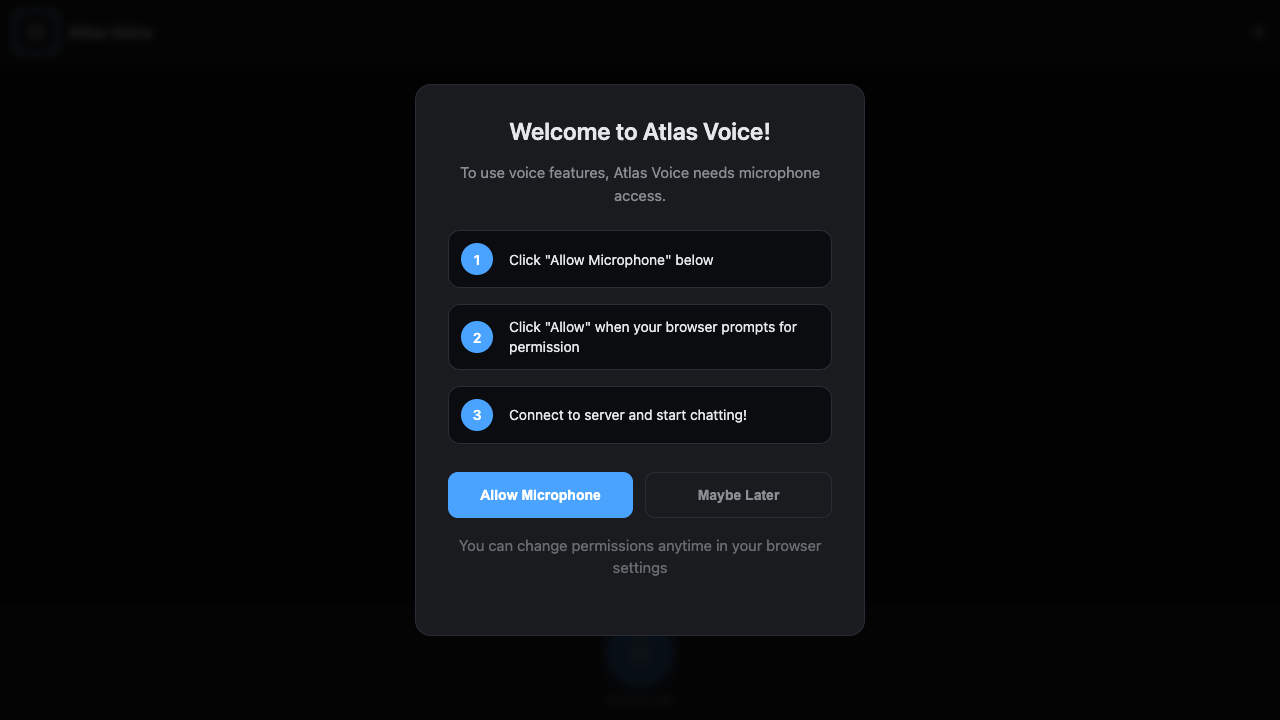 Welcome to Atlas Voice!
To use voice features, Atlas Voice needs microphone
access.
1
Click "Allow Microphone" below
2
Click "Allow" when your browser prompts for
permission
3
Connect to server and start chatting!
Allow Microphone
Maybe Later
You can change permissions anytime in your browser
settings